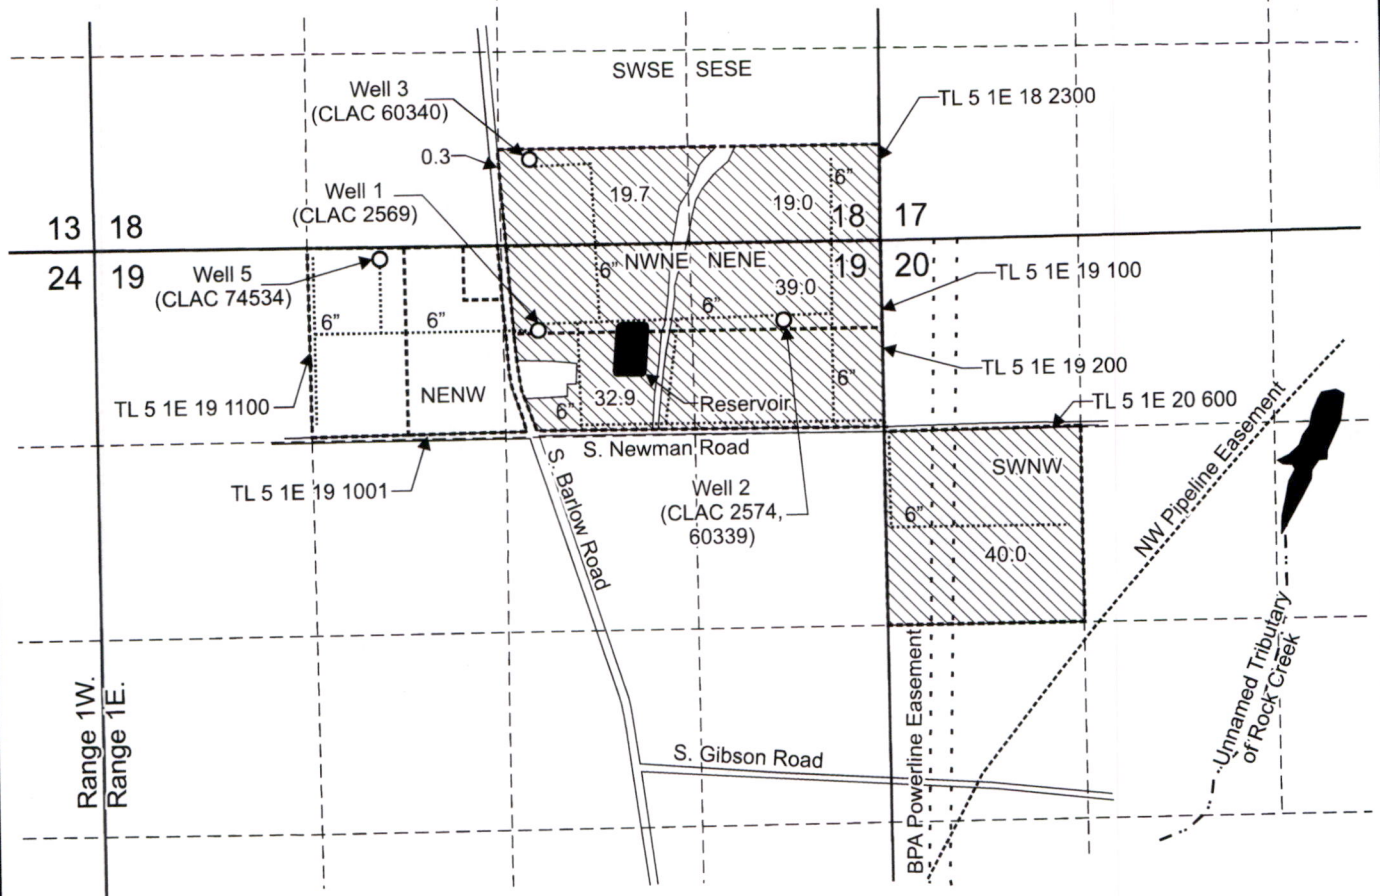 SWSE SESE
Well 3
(CLAC 60340)
TL 5 1E 18 2300
0.3
Well 1
(CLAC 2569)
19.7
19.0
6"
13 18
18 17
24 19
19 20
Well 5
(CLAC 74534)
6"
NWNE NENE
39.0
6"
TL 5 1E 19 100
6"
6"
TL 5 1E 19 200
6"
NENW
TL 5 1E 19 1100
6"
32.9
Reservoir
TL 5 1E 20 600
S. Newman Road
TL 5 1E 19 1001
S. Barlow Road
Well 2
(CLAC 2574,
60339)
SWNW
6"
40.0
NW Pipeline Easement
Unnamed Tributary
of Rock Creek
BPA Powerline Easement
Range 1W.
Range 1E.
S. Gibson Road